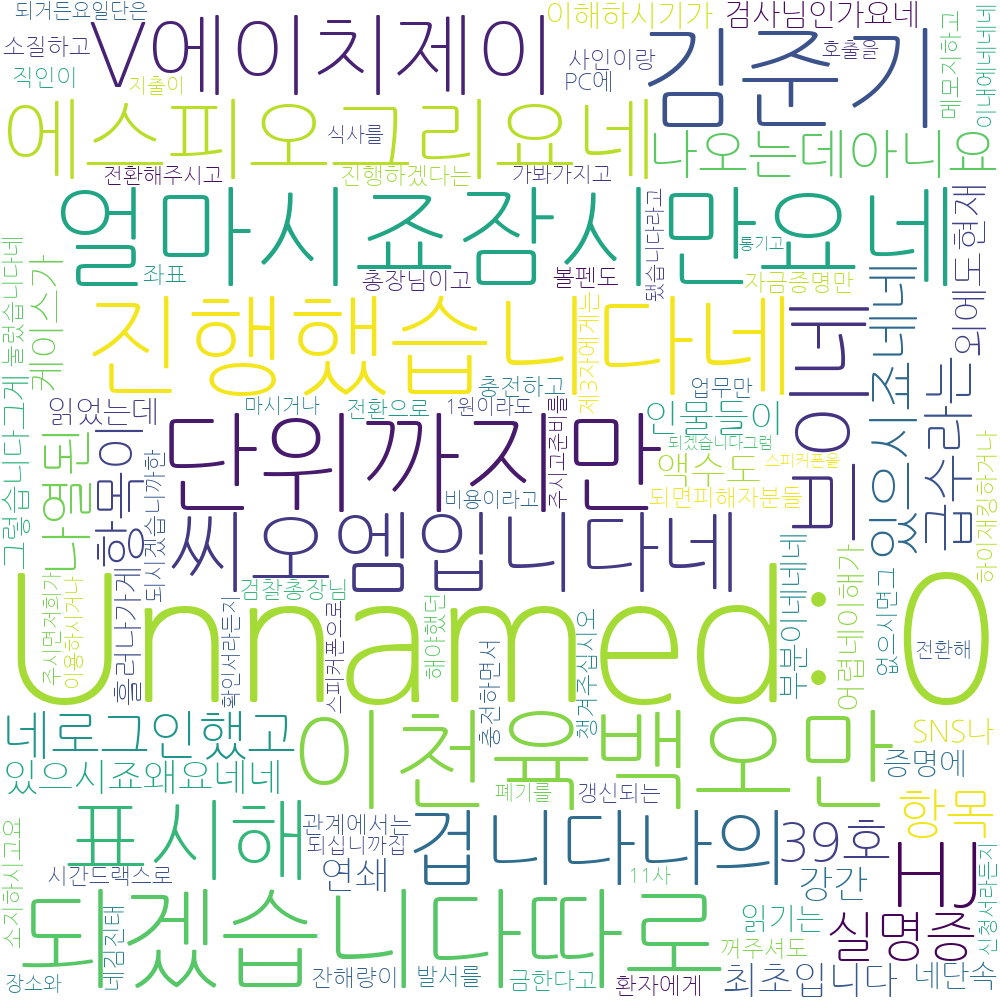 되거든요일단은
이해하시기가
검사님인가요네
V에이치제이
김준기
소질하고
직인이
지출이
사인이랑
PC에
호출을
메모지하고
이내에네네네
에스피오그리요네
식사를
나오는데아니요
전환해주시고
진행하겠다는
가봐가지고
얼마시죠잠시만요네
됐습니다라고
통기고
좌표
총장님이고
볼펜도
자금증명만
외에도현재
눌렀습니다네
케이스가
진행했습니다네
제3자에게는
비이네
있으시죠네네
급수라는
충전하고
업무만
읽었는데
마시거나
전환으로
1원이라도
주시고준비를
인물들이
되겠습니다그럼
단위까지만
액수도
스피커폰을
그렇습니다그게
나열된
항목이
되시겠습니까한
비용이라고
되면피해자분들
하이재킹하거나
씨오엠입니다네
검찰총장님
부분이네네네
어렵네이해가
없으시면그
Unnamed: 0
주시면저희가
이용하시거나
흘러나가게
확인서라든지
스피커폰으로
해야했던
충전하면서
챙겨주십시오
전환해
네로그인했고
이천육백오만
SNS나
있으시죠왜요네네
증명에
폐기를
갱신되는
표시해
겁니다나의
항목
관계에서는
되십니까집
39호
HJ
소지하시고요
시간드랙스로
연쇄
11사
강간
신청서라든지
되겠습니다따로
읽기는
실명증
꺼주셔도
네김진태
장소와
잔해량이
발서를
금한다고
환자에게
최초입니다
네단속